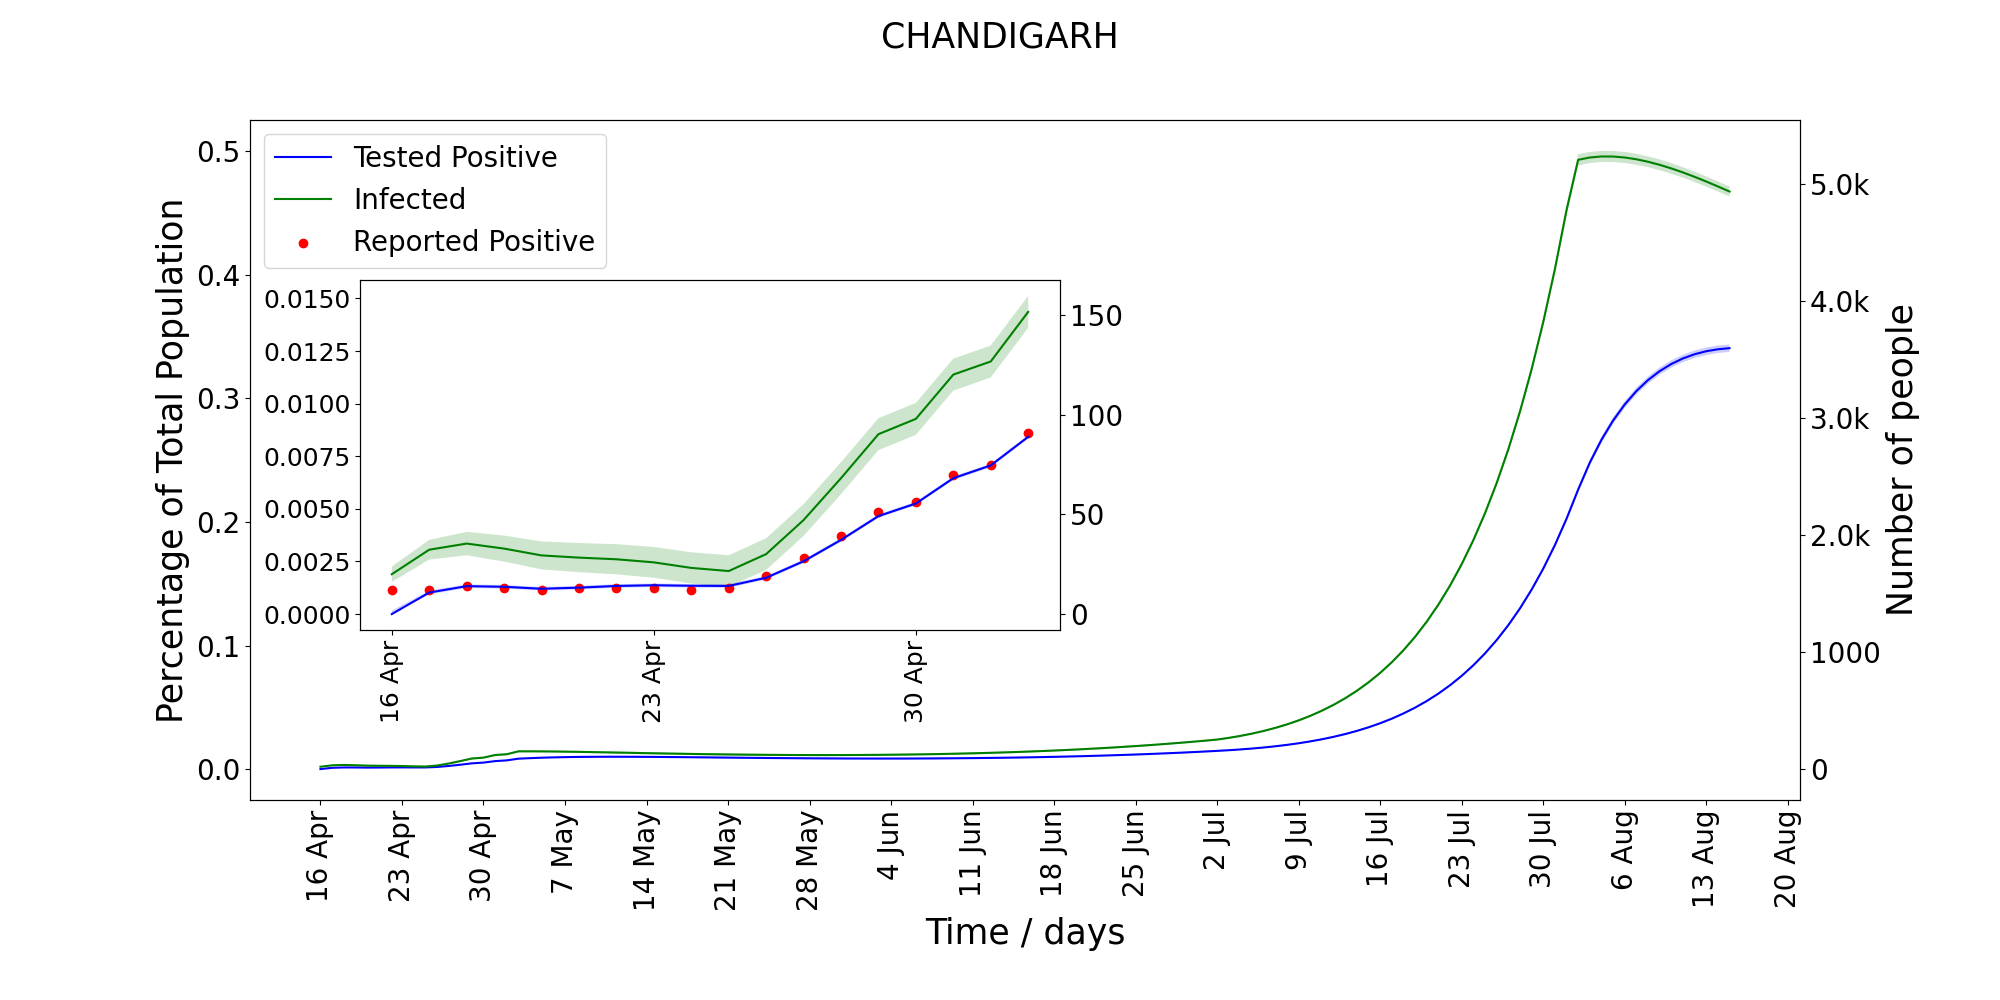 CHANDIGARH
Tested Positive
Infected
Reported Positive
Percentage of Total Population
0.5
0.4
0.3
0.2
0.1
0.0
0.0150
0.0125
0.0100
0.0075
0.0050
0.0025
0.0000
150
100
50
0
16 Apr
23 Apr
30 Apr
5.0k
4.0k
3.0k
2.0k
1000
0
Number of people
16 Apr
23 Apr
30 Apr
7 May
14 May
21 May
28 May
4 Jun
11 Jun
18 Jun
25 Jun
2 Jul
9 Jul
16 Jul
23 Jul
30 Jul
6 Aug
13 Aug
20 Aug
Time / days